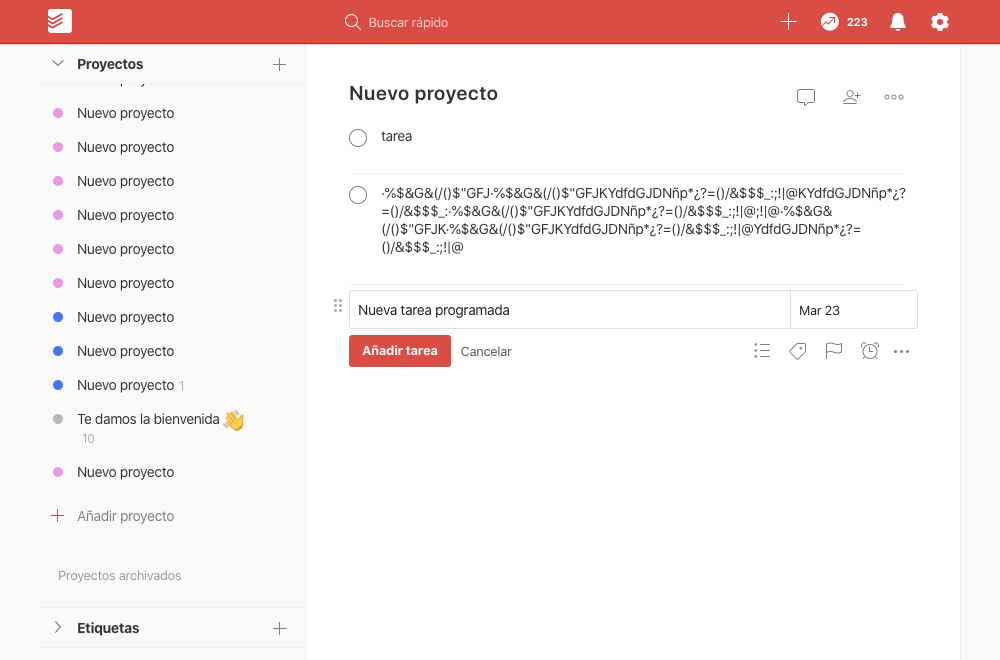 Buscar rápido
223
Proyectos
Nuevo proyecto
Nuevo proyecto
Nuevo proyecto
Nuevo proyecto
Nuevo proyecto
Nuevo proyecto
Nuevo proyecto
Nuevo proyecto
Nuevo proyecto 1
Te damos la bienvenida 👋
10
Nuevo proyecto
Añadir proyecto
Proyectos archivados
Etiquetas
Nuevo proyecto
tarea
·%$&G&(/()$"GFJ·%$&G&(/()$"GFJKYdfdGJDNñp*¿?=()/&$$$_:;!|@KYdfdGJDNñp*¿?
=()/&$$$_:·%$&G&(/()$"GFJKYdfdGJDNñp*¿?=()/&$$$_:;!|@;!|@·%$&G&
(/()$"GFJK·%$&G&(/()$"GFJKYdfdGJDNñp*¿?=()/&$$$_:;!|@YdfdGJDNñp*¿?=
()/&$$$_:;!|@
Nueva tarea programada
Mar 23
Añadir tarea
Cancelar